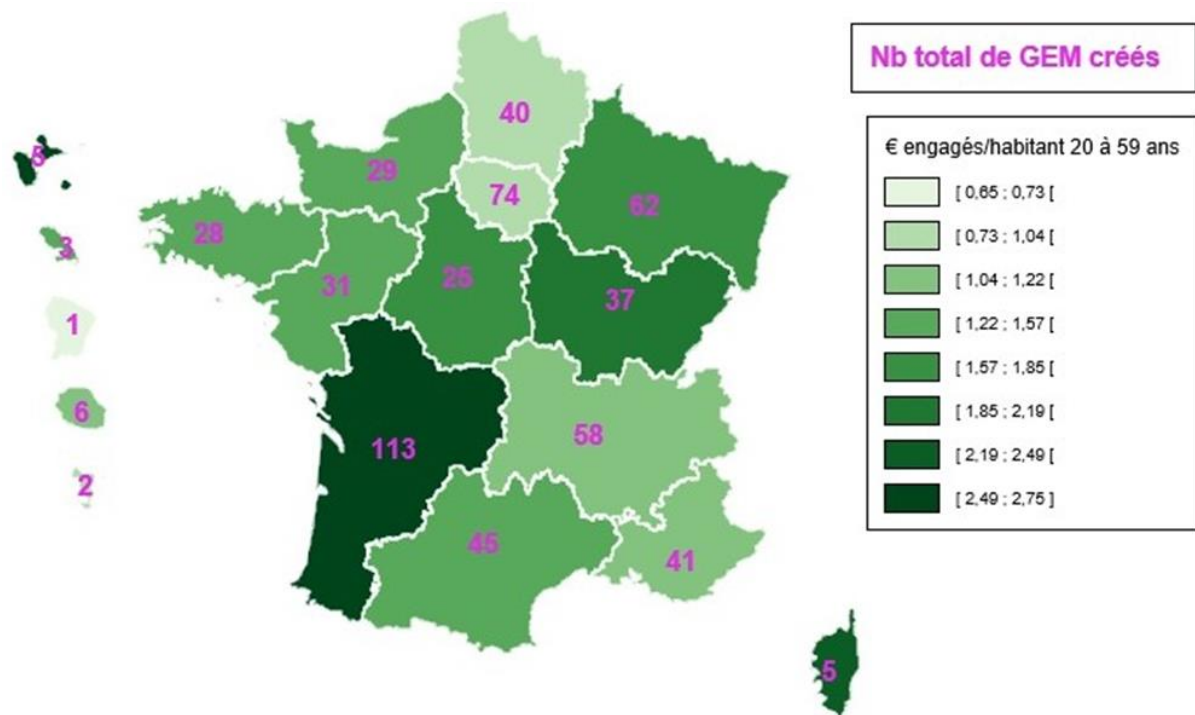 Nb total de GEM créés
€ engagés/habitant 20 à 59 ans
[ 0,65 ; 0,73 [
[ 0,73 ; 1,04 [
[ 1,04 ; 1,22 [
[ 1,22 ; 1,57 [
[ 1,57 ; 1,85 [
[ 1,85 ; 2,19 [
[ 2,19 ; 2,49 [
[ 2,49 ; 2,75 ]
40
5
29
74
62
28
3
31
25
37
1
6
58
113
2
45
41
5